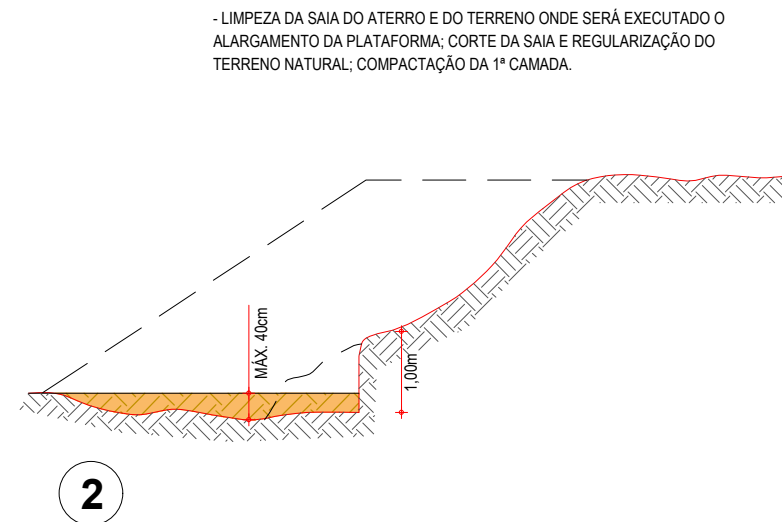 - LIMPEZA DA SAIA DO ATERRO E DO TERRENO ONDE SERÁ EXECUTADO O
ALARGAMENTO DA PLATAFORMA; CORTE DA SAIA E REGULARIZAÇÃO DO
TERRENO NATURAL; COMPACTAÇÃO DA 1ª CAMADA.
MÁX. 40cm
1,00m
2